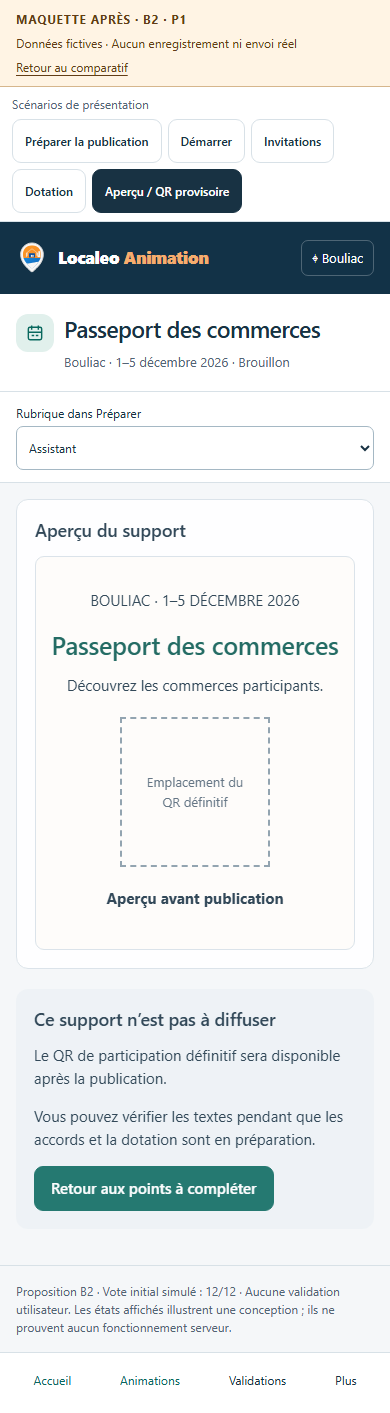 MAQUETTE APRÈS · B2 · P1
Données fictives · Aucun enregistrement ni envoi réel
Retour au comparatif
Scénarios de présentation
Préparer la publication
Démarrer
Invitations
Dotation
Aperçu / QR provisoire
Localeo Animation
Bouliac
Passeport des commerces
Bouliac · 1–5 décembre 2026 · Brouillon
Rubrique dans Préparer
Assistant
Aperçu du support
BOULIAC · 1–5 DÉCEMBRE 2026
Passeport des commerces
Découvrez les commerces participants.
Emplacement du
QR définitif
Aperçu avant publication
Ce support n’est pas à diffuser
Le QR de participation définitif sera disponible
après la publication.
Vous pouvez vérifier les textes pendant que les
accords et la dotation sont en préparation.
Retour aux points à compléter
Proposition B2 · Vote initial simulé : 12/12 · Aucune validation
utilisateur. Les états affichés illustrent une conception ; ils ne
prouvent aucun fonctionnement serveur.
Accueil
Animations
Validations
Plus